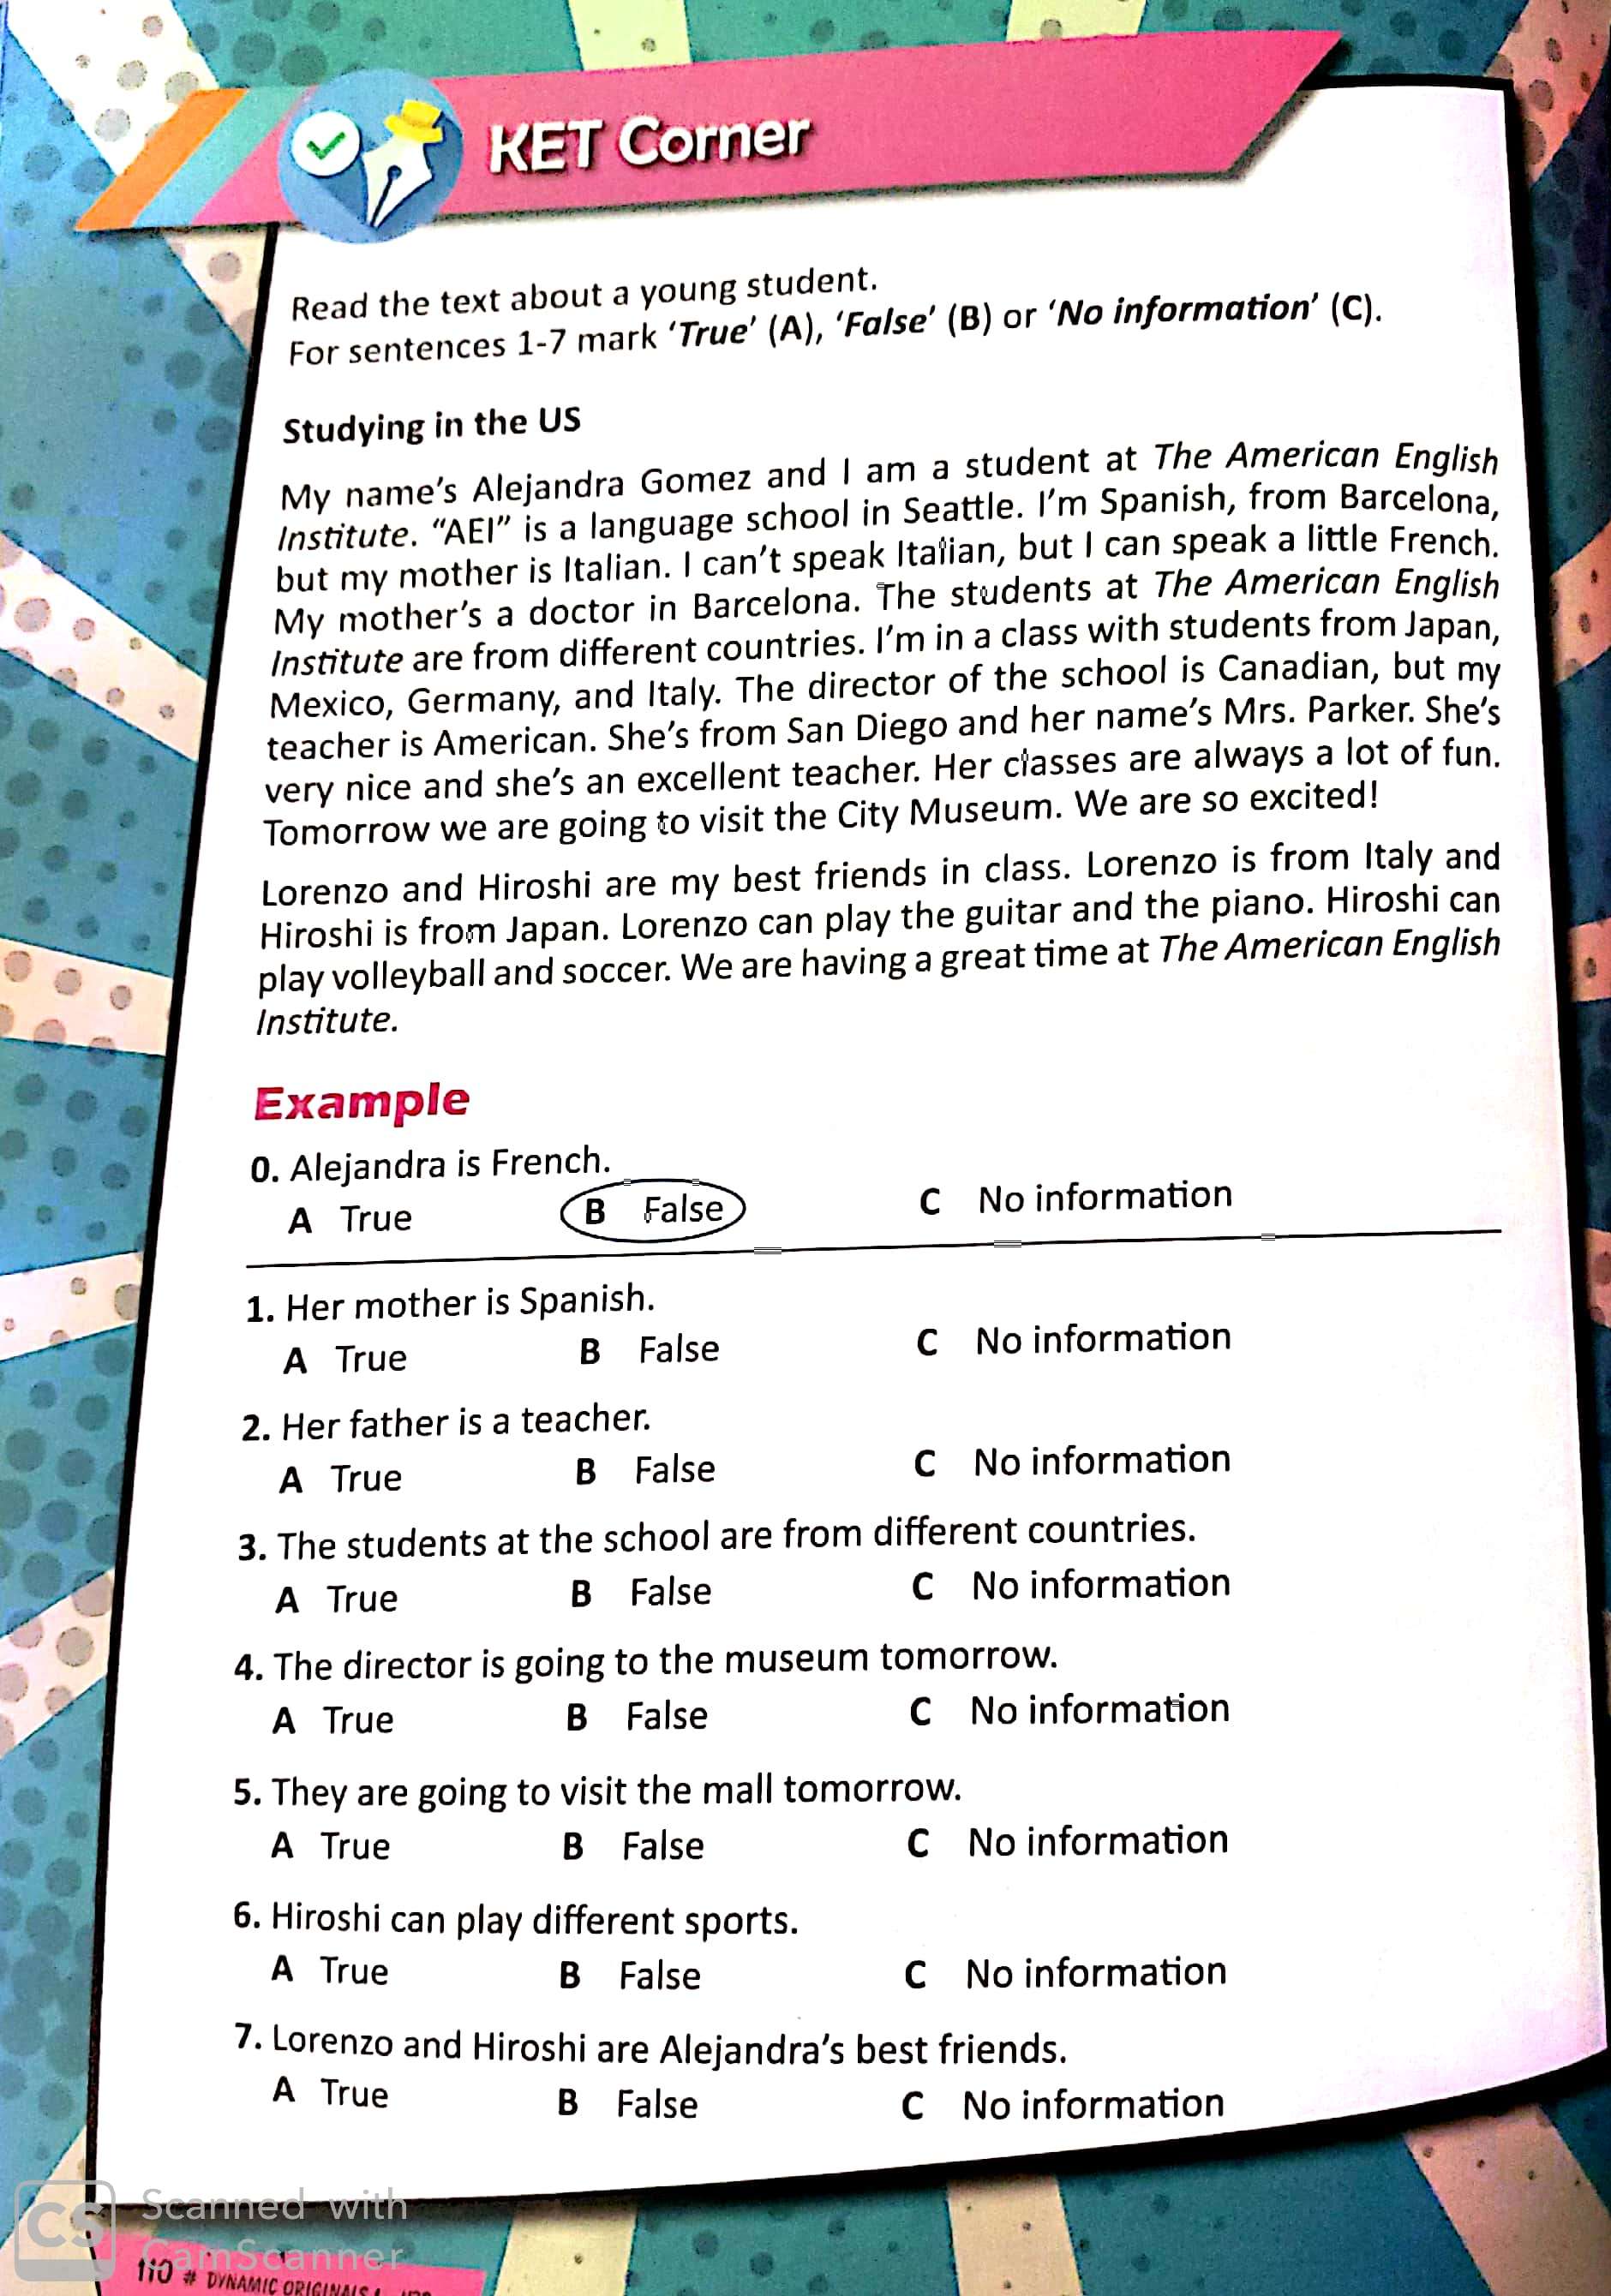 KET Corner
Read the text about a young student.
For sentences 1-7 mark ‘True’ (A), ‘False’ (B) or ‘No information’ (C).
Studying in the US
My name’s Alejandra Gomez and I am a student at The American English
Institute. “AEI” is a language school in Seattle. I’m Spanish, from Barcelona,
but my mother is Italian. I can’t speak Italian, but I can speak a little French.
My mother’s a doctor in Barcelona. The students at The American English
Institute are from different countries. I’m in a class with students from Japan,
Mexico, Germany, and Italy. The director of the school is Canadian, but my
teacher is American. She’s from San Diego and her name’s Mrs. Parker. She’s
very nice and she’s an excellent teacher. Her classes are always a lot of fun.
Tomorrow we are going to visit the City Museum. We are so excited!
Lorenzo and Hiroshi are my best friends in class. Lorenzo is from Italy and
Hiroshi is from Japan. Lorenzo can play the guitar and the piano. Hiroshi can
play volleyball and soccer. We are having a great time at The American English
Institute.
Example
0. Alejandra is French.
A True B False C No information
1. Her mother is Spanish.
A True B False C No information
2. Her father is a teacher.
A True B False C No information
3. The students at the school are from different countries.
A True B False C No information
4. The director is going to the museum tomorrow.
A True B False C No information
5. They are going to visit the mall tomorrow.
A True B False C No information
6. Hiroshi can play different sports.
A True B False C No information
7. Lorenzo and Hiroshi are Alejandra’s best friends.
A True B False C No information
CS Scanned with
CamScanner
110 # DYNAMIC ORIGINALS